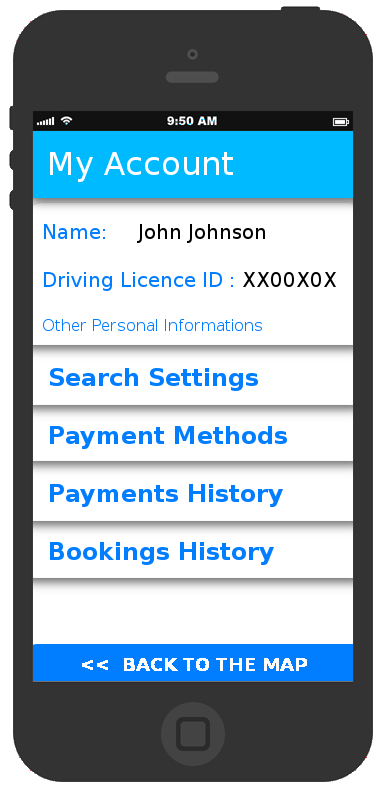 9:50 AM
My Account
Name: John Johnson
Driving Licence ID : XX00X0X
Other Personal Informations
Search Settings
Payment Methods
Payments History
Bookings History
<< BACK TO THE MAP